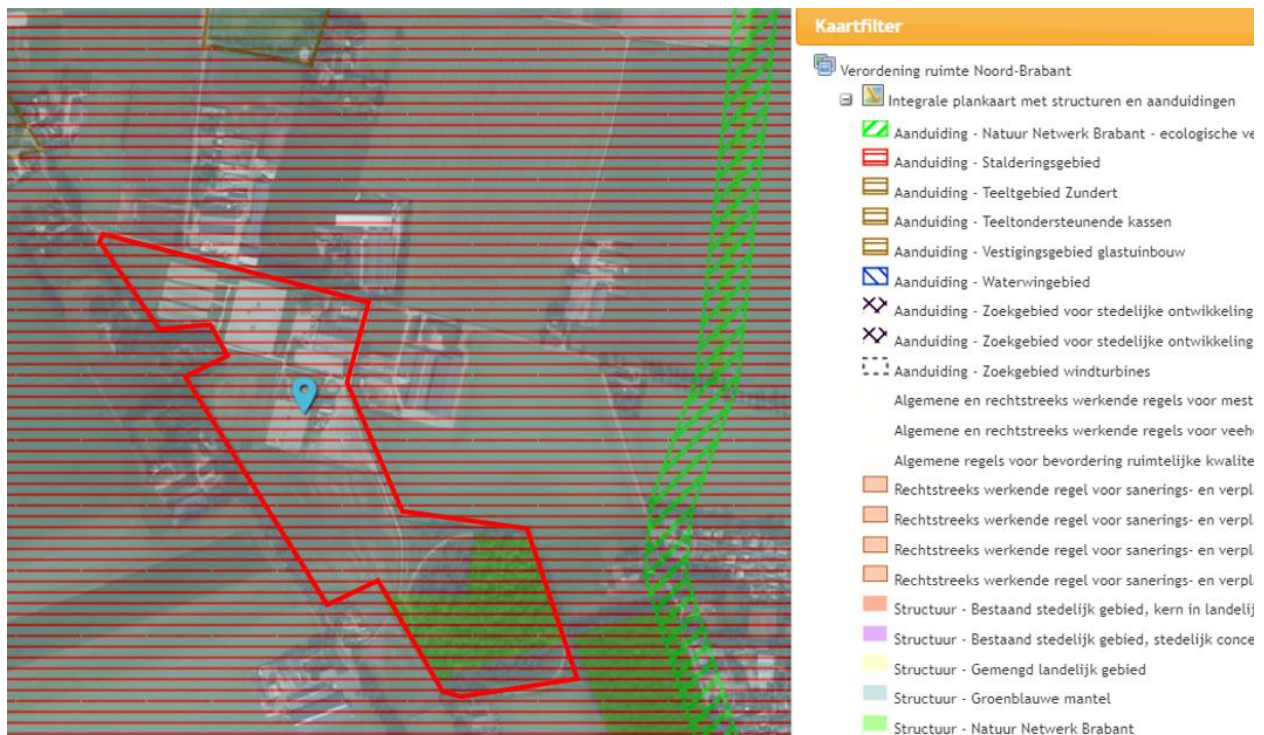 Kaartfilter
Verordening ruimte Noord-Brabant
Integrale plankaart met structuren en aanduidingen
Aanduiding - Natuur Netwerk Brabant - ecologische ve
Aanduiding - Stalderingsgebied
Aanduiding - Teeltgebied Zundert
Aanduiding - Teeltondersteunende kassen
Aanduiding - Vestigingsgebied glastuinbouw
Aanduiding - Waterwingebied
Aanduiding - Zoekgebied voor stedelijke ontwikkeling
Aanduiding - Zoekgebied voor stedelijke ontwikkeling
Aanduiding - Zoekgebied windturbines
Algemene en rechtstreeks werkende regels voor mest
Algemene en rechtstreeks werkende regels voor veeh
Algemene regels voor bevordering ruimtelijke kwalite
Rechtstreeks werkende regel voor sanerings- en verpl
Rechtstreeks werkende regel voor sanerings- en verpl
Rechtstreeks werkende regel voor sanerings- en verpl
Rechtstreeks werkende regel voor sanerings- en verpl
Structuur - Bestaand stedelijk gebied, kern in landelij
Structuur - Bestaand stedelijk gebied, stedelijk conce
Structuur - Gemengd landelijk gebied
Structuur - Groenblauwe mantel
Structuur - Natuur Netwerk Brabant